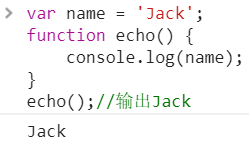 var name = 'Jack';
function echo() {
    console.log(name);
}
echo();//输出Jack
Jack